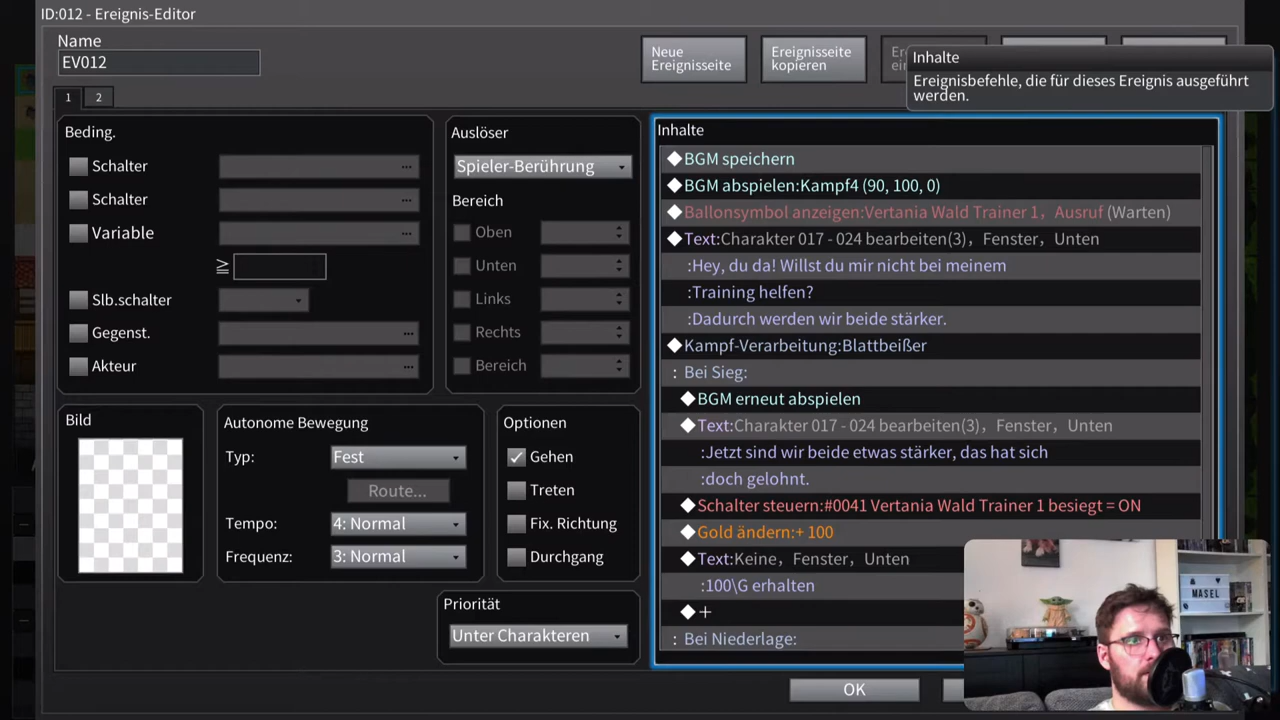 ID:012 - Ereignis-Editor
Name
EV012
Neue
Ereignisseite
Ereignisseite
kopieren
Inhalte
Ereignisbefehle, die für dieses Ereignis ausgeführt
werden.
1
2
Beding.
Schalter
...
Schalter
...
Variable
...
≧
Slb.schalter
Gegenst.
...
Akteur
...
Auslöser
Spieler-Berührung
Bereich
Oben
Unten
Links
Rechts
Bereich
Bild
Autonome Bewegung
Typ:
Fest
Route...
Tempo:
4: Normal
Frequenz:
3: Normal
Optionen
Gehen
Treten
Fix. Richtung
Durchgang
Priorität
Unter Charakteren
Inhalte
◆BGM speichern
◆BGM abspielen:Kampf4 (90, 100, 0)
◆Ballonsymbol anzeigen:Vertania Wald Trainer 1, Ausruf (Warten)
◆Text:Charakter 017 - 024 bearbeiten(3), Fenster, Unten
:Hey, du da! Willst du mir nicht bei meinem
:Training helfen?
:Dadurch werden wir beide stärker.
◆Kampf-Verarbeitung:Blattbeißer
: Bei Sieg:
◆BGM erneut abspielen
◆Text:Charakter 017 - 024 bearbeiten(3), Fenster, Unten
:Jetzt sind wir beide etwas stärker, das hat sich
:doch gelohnt.
◆Schalter steuern:#0041 Vertania Wald Trainer 1 besiegt = ON
◆Gold ändern:+ 100
◆Text:Keine, Fenster, Unten
:100\G erhalten
◆+
: Bei Niederlage:
OK
MASEL